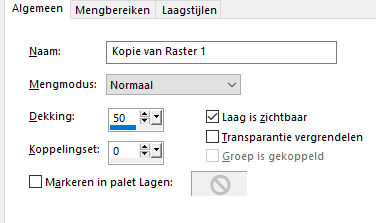 Algemeen Mengbereiken Laagstijlen
Naam: Kopie van Raster 1
Mengmodus: Normaal
Dekking: 50 Laag is zichtbaar
Transparantie vergrendelen
Koppelingset: 0 Groep is gekoppeld
Markeren in palet Lagen: